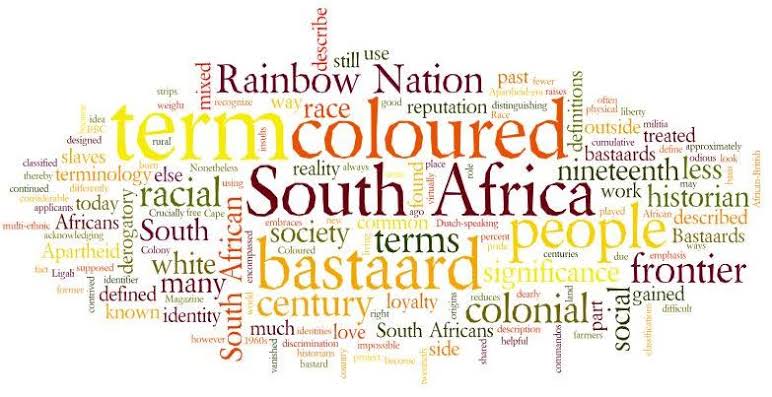 describe
still use
mixed Rainbow Nation past fewer
strips Apartheid-era raises
weight recognize way race good reputation distinguishing often
idea term coloured definitions outside physical liberty
designed rural insults Race militia
slaves bastaards treated cumulative approximately
classified reality always place nineteenth less define odious look
thereby terminology born Nonetheless virtually role may
continued else using South Africa work historian African-British
differently racial found
considerable Crucially free Cape ago played African described
applicants today derogatory embraces new Dutch-speaking people
multi-ethnic Africans South South African society common percent centuries Bastaards
acknowledging Colony encompassed Coloured terms pride due emphasis ways
Apartheid white living significance frontier
fact Ligah supposed bastaard
former contrived identifier many century origins reduces dearly land social gained
defined Magazine world loyalty colonial part difficult
known identity right classifications
much identities love South Africans description farmers
however 1960s discrimination impossible side shared helpful
vanished historians country project become twentieth commandos
bastard